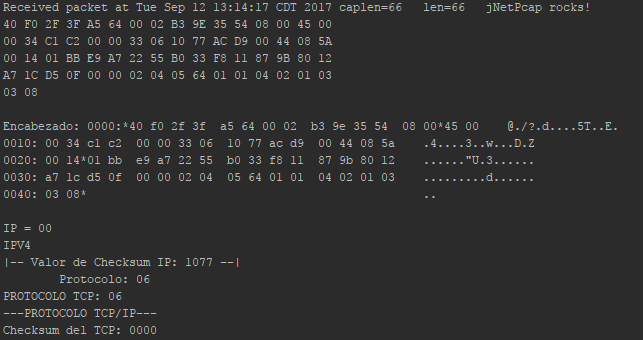 Received packet at Tue Sep 12 13:14:17 CDT 2017 caplen=66   len=66   jNetPcap rocks!
40 F0 2F 3F A5 64 00 02 B3 9E 35 54 08 00 45 00
00 34 C1 C2 00 00 33 06 10 77 AC D9 00 44 08 5A
00 14 01 BB E9 A7 22 55 B0 33 F8 11 87 9B 80 12
A7 1C D5 0F 00 00 02 04 05 64 01 01 04 02 01 03
03 08
Encabezado: 0000:*40 f0 2f 3f  a5 64 00 02  b3 9e 35 54  08 00*45 00    @./?.d....5T..E.
0010: 00 34 c1 c2  00 00 33 06  10 77 ac d9  00 44 08 5a    .4....3..w...D.Z
0020: 00 14*01 bb  e9 a7 22 55  b0 33 f8 11  87 9b 80 12    ......"U.3......
0030: a7 1c d5 0f  00 00 02 04  05 64 01 01  04 02 01 03    .........d......
0040: 03 08*                                                ..
IP = 00
IPV4
|-- Valor de Checksum IP: 1077 --|
Protocolo: 06
PROTOCOLO TCP: 06
---PROTOCOLO TCP/IP---
Checksum del TCP: 0000